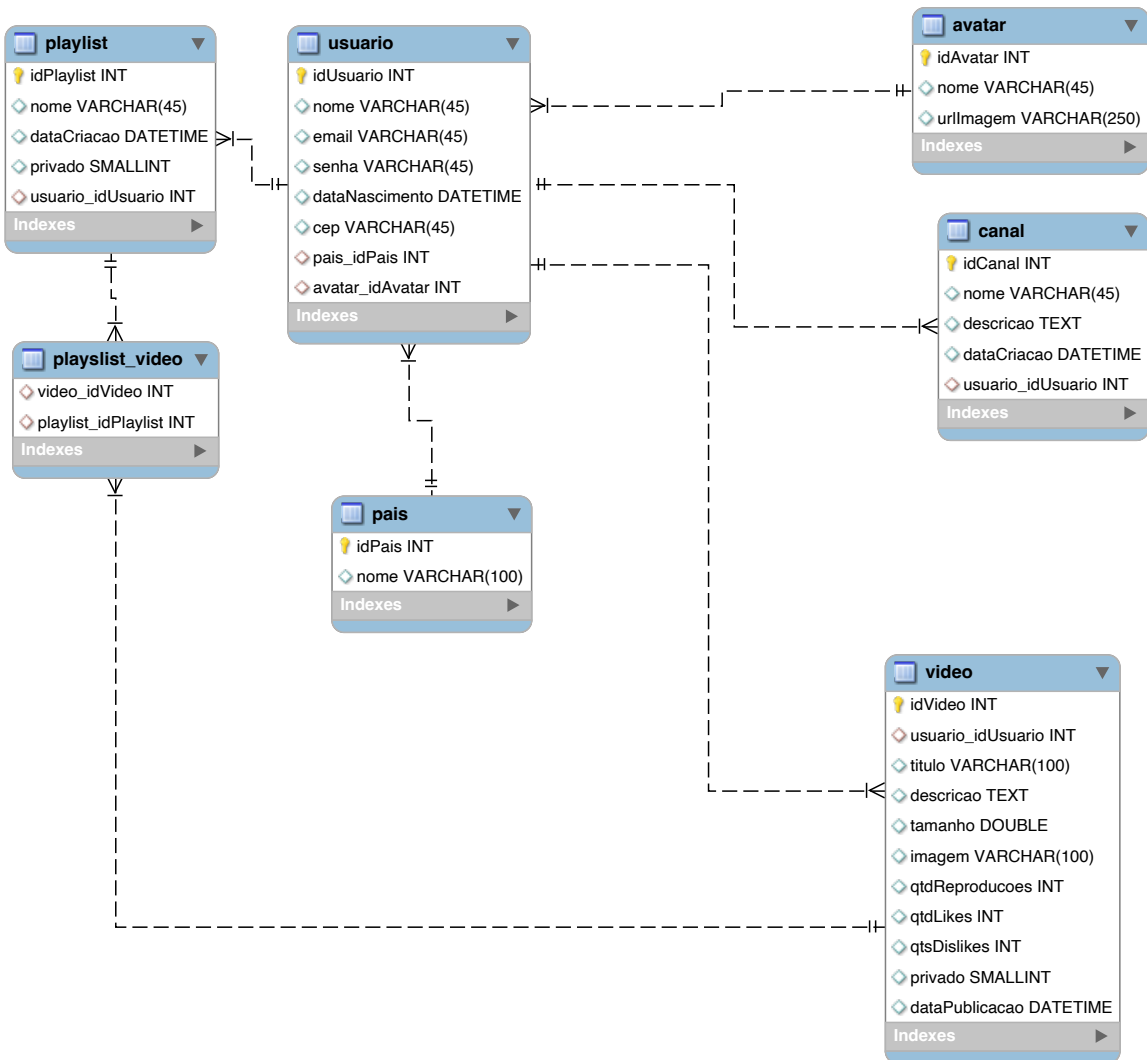 playlist
idPlaylist INT
nome VARCHAR(45)
dataCriacao DATETIME
privado SMALLINT
usuario_idUsuario INT
Indexes
usuario
idUsuario INT
nome VARCHAR(45)
email VARCHAR(45)
senha VARCHAR(45)
dataNascimento DATETIME
cep VARCHAR(45)
pais_idPais INT
avatar_idAvatar INT
Indexes
avatar
idAvatar INT
nome VARCHAR(45)
urlImagem VARCHAR(250)
Indexes
canal
idCanal INT
nome VARCHAR(45)
descricao TEXT
dataCriacao DATETIME
usuario_idUsuario INT
Indexes
playslist_video
video_idVideo INT
playlist_idPlaylist INT
Indexes
pais
idPais INT
nome VARCHAR(100)
Indexes
video
idVideo INT
usuario_idUsuario INT
titulo VARCHAR(100)
descricao TEXT
tamanho DOUBLE
imagem VARCHAR(100)
qtdReproducoes INT
qtdLikes INT
qtsDislikes INT
privado SMALLINT
dataPublicacao DATETIME
Indexes